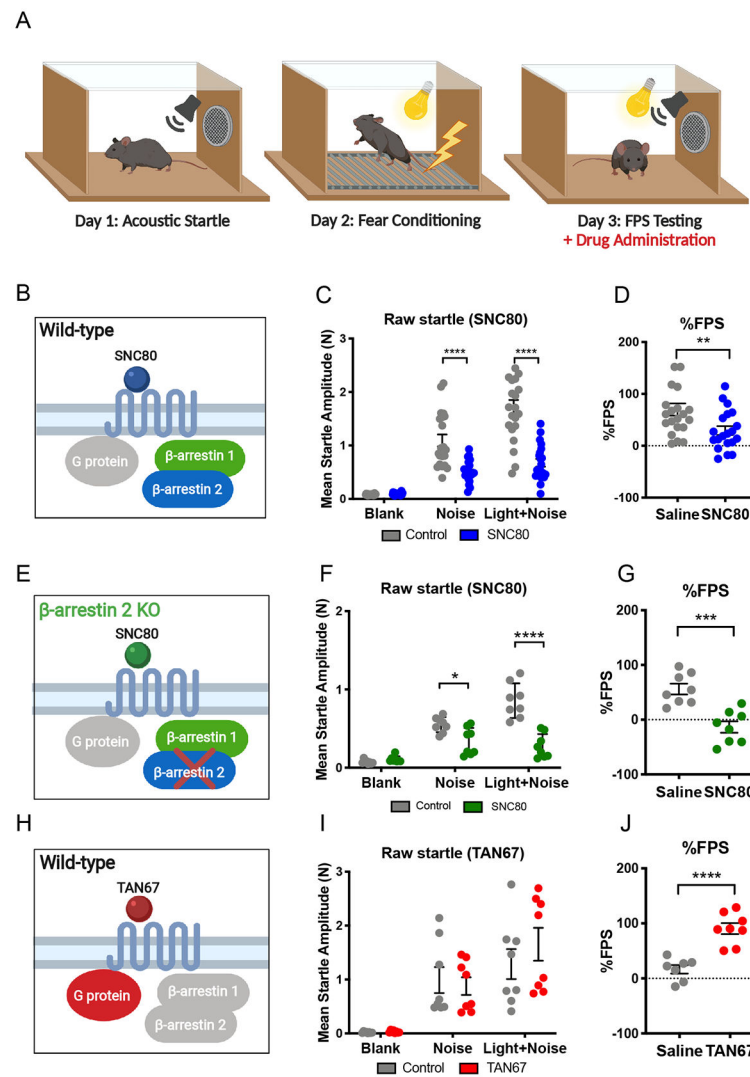 A
Day 1: Acoustic Startle
Day 2: Fear Conditioning
Day 3: FPS Testing
+ Drug Administration
B
Wild-type
SNC80
G protein
β-arrestin 1
β-arrestin 2
C
Raw startle (SNC80)
Mean Startle Amplitude (N)
3
2
1
0
****
****
Blank
Noise
Light+Noise
Control
SNC80
D
%FPS
**
%FPS
200
100
0
-100
Saline
SNC80
E
β-arrestin 2 KO
SNC80
G protein
β-arrestin 1
β-arrestin 2
F
Raw startle (SNC80)
Mean Startle Amplitude (N)
2
1
0
*
****
Blank
Noise
Light+Noise
Control
SNC80
G
%FPS
***
%FPS
200
100
0
-100
Saline
SNC80
H
Wild-type
TAN67
G protein
β-arrestin 1
β-arrestin 2
I
Raw startle (TAN67)
Mean Startle Amplitude (N)
3
2
1
0
Blank
Noise
Light+Noise
Control
TAN67
J
%FPS
****
%FPS
200
100
0
-100
Saline
TAN67